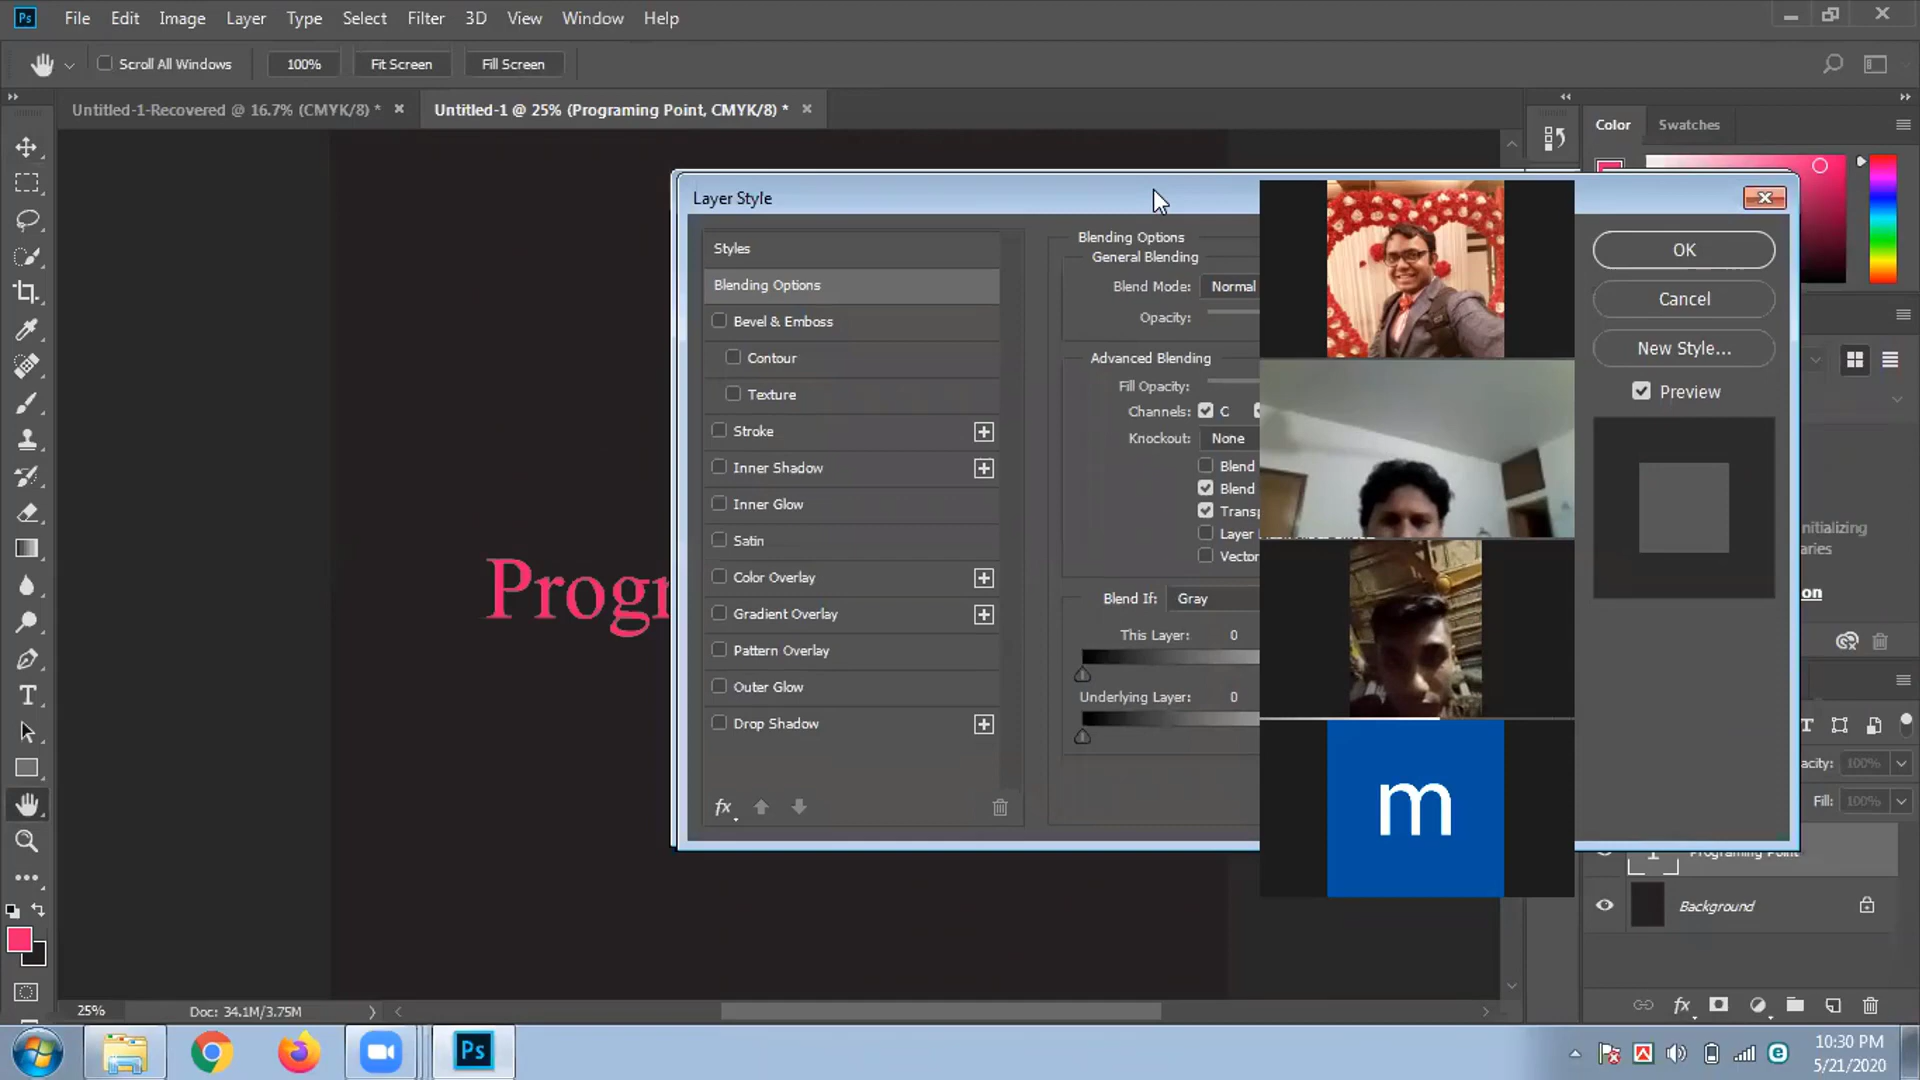 Ps File Edit Image Layer Type Select Filter 3D View Window Help
Scroll All Windows 100% Fit Screen Fill Screen
Untitled-1-Recovered @ 16.7% (CMYK/8) * Untitled-1 @ 25% (Programing Point, CMYK/8) *
Color Swatches
Layer Style
Styles
Blending Options
Bevel & Emboss
Contour
Texture
Stroke
Inner Shadow
Inner Glow
Satin
Color Overlay
Gradient Overlay
Pattern Overlay
Outer Glow
Drop Shadow
fx
Blending Options
General Blending
Blend Mode: Normal
Opacity:
Advanced Blending
Fill Opacity:
Channels: C
Knockout: None
Blend
Blend
Transp
Layer
Vector
Blend If: Gray
This Layer: 0
Underlying Layer: 0
OK
Cancel
New Style...
Preview
Progr
m
nitializing
aries
on
acity: 100%
Fill: 100%
Programing Point
Background
fx
25% Doc: 34.1M/3.75M
Ps
10:30 PM
5/21/2020